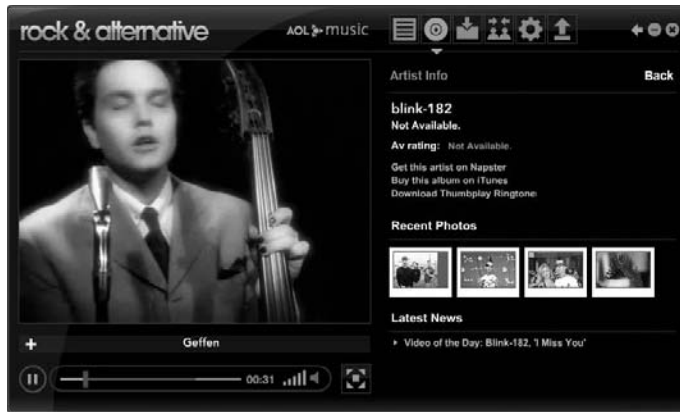 rock & alternative
AOL music
Artist Info
Back
blink-182
Not Available.
Av rating: Not Available.
Get this artist on Napster
Buy this album on iTunes
Download Thumbplay Ringtone
Recent Photos
Geffen
00:31
Latest News
Video of the Day: Blink-182, 'I Miss You'